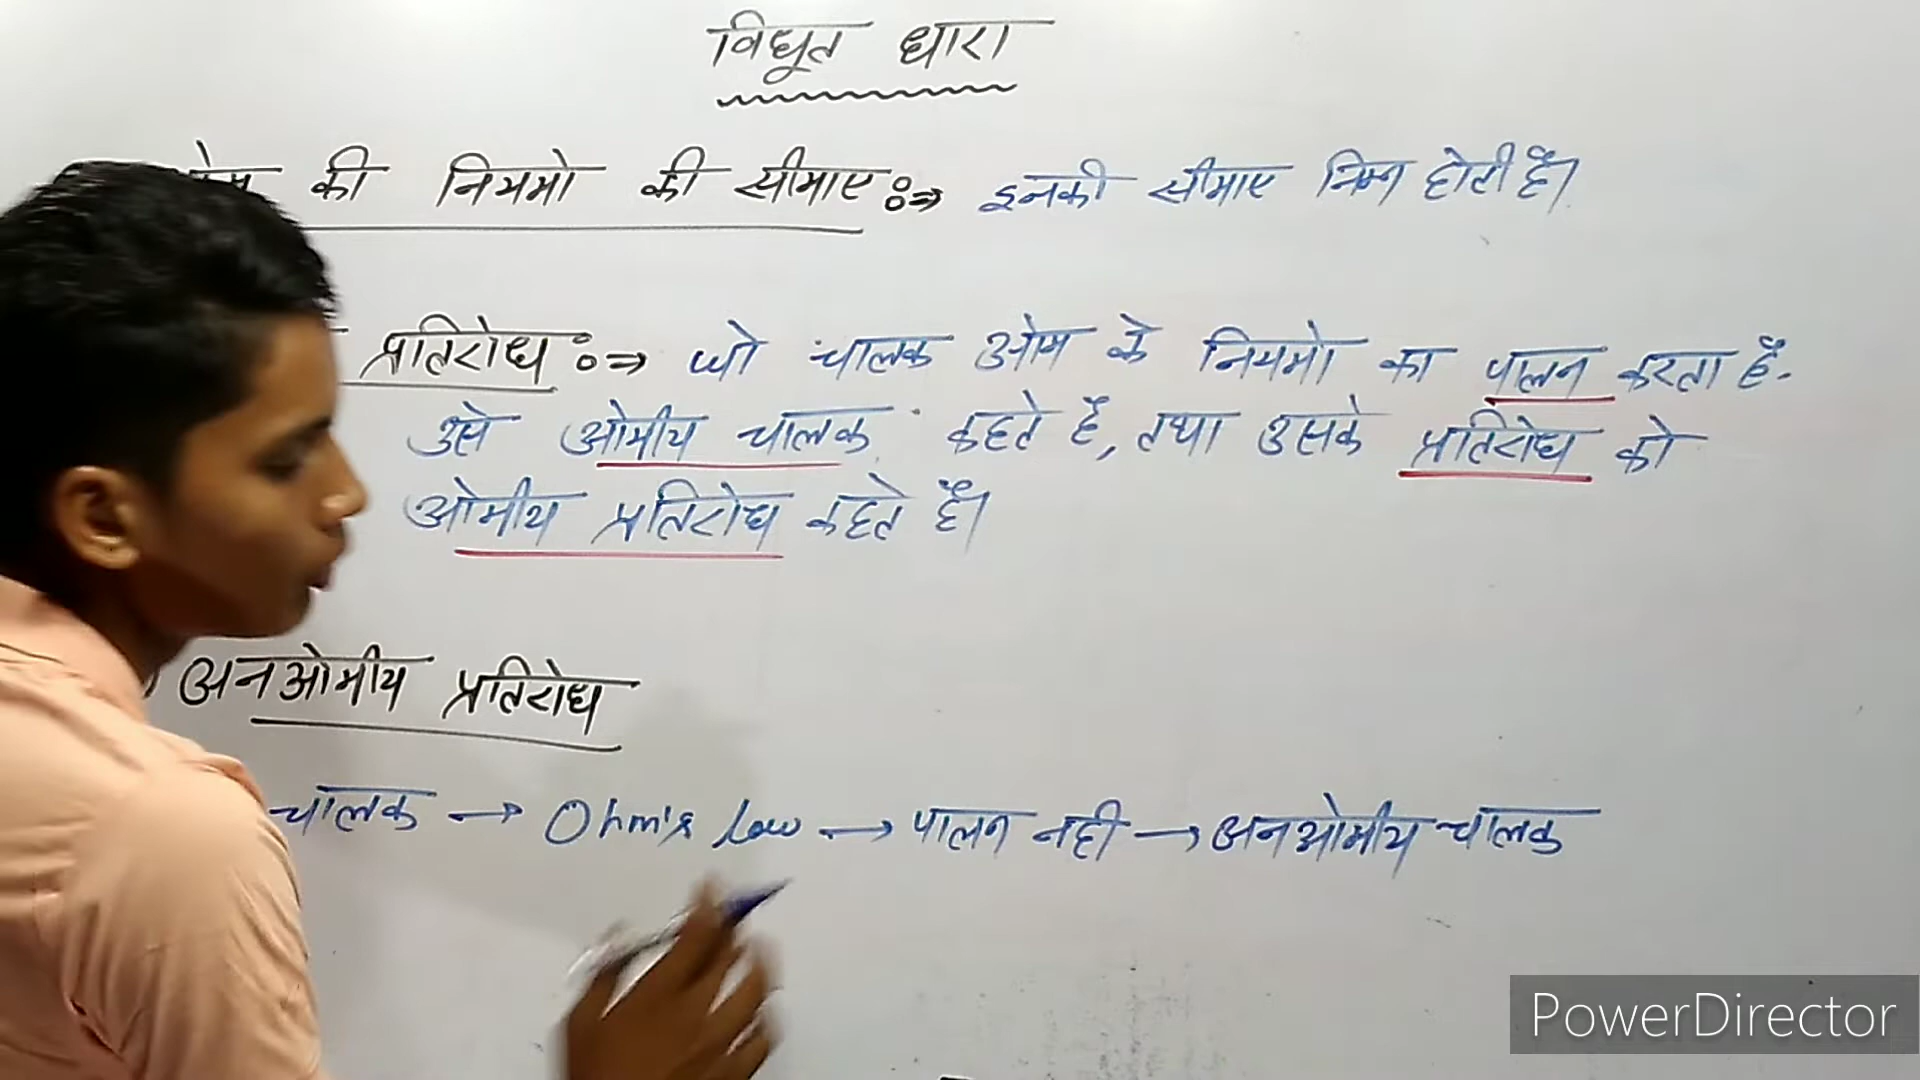 विधूत धारा
की नियमो की सीमाए :⇒ इनकी सीमाए निम्न होती है।
प्रतिरोध :⇒ जो चालक ओम के नियमो का पालन करता है.
उसे ओमीय चालक कहते है, तथा उसके प्रतिरोध को
ओमीय प्रतिरोध कहते है।
अनओमीय प्रतिरोध
चालक → Ohm's law → पालन नही → अनओमीय चालक
PowerDirector